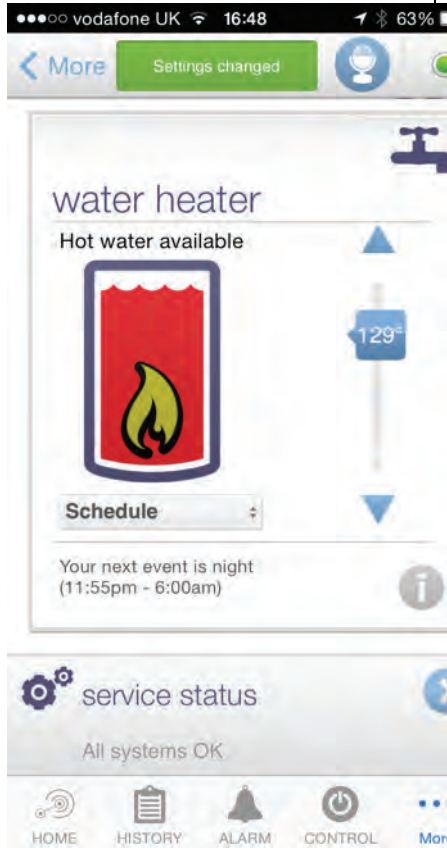 vodafone UK 16:48 63%
More Settings changed
water heater
Hot water available
129°
Schedule
Your next event is night
(11:55pm - 6:00am)
i
service status
All systems OK
HOME HISTORY ALARM CONTROL More